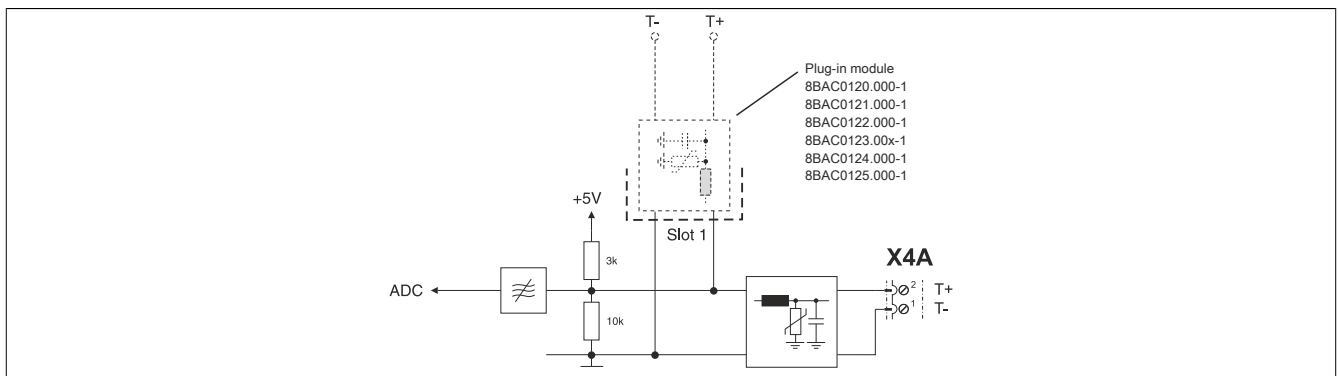 T- T+
Plug-in module
8BAC0120.000-1
8BAC0121.000-1
8BAC0122.000-1
8BAC0123.00x-1
8BAC0124.000-1
8BAC0125.000-1
+5V
Slot 1
3k
X4A
ADC
2 T+
1 T-
10k